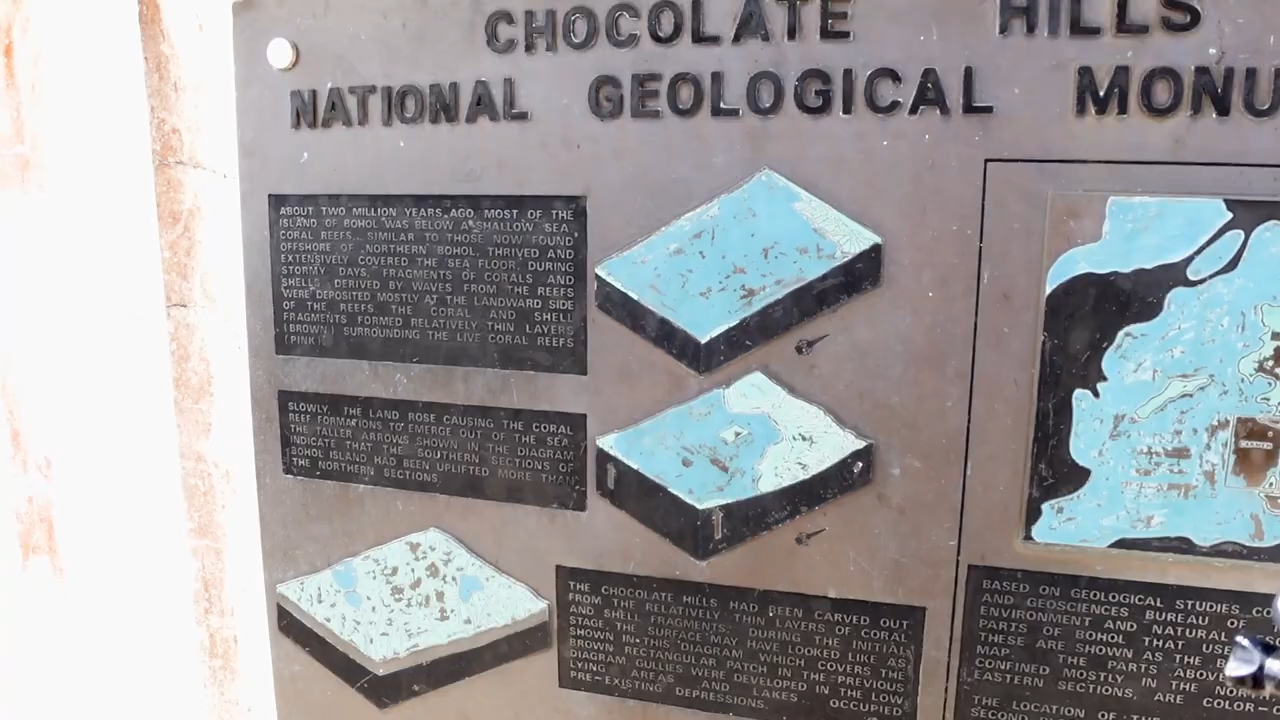 CHOCOLATE HILLS
NATIONAL GEOLOGICAL MONU
ABOUT TWO MILLION YEARS AGO, MOST OF THE
ISLAND OF BOHOL WAS BELOW A SHALLOW SEA.
CORAL REEFS, SIMILAR TO THOSE NOW FOUND
OFFSHORE OF NORTHERN BOHOL, THRIVED AND
EXTENSIVELY COVERED THE SEA FLOOR. DURING
STORMY DAYS, FRAGMENTS OF CORALS AND
SHELLS DERIVED BY WAVES FROM THE REEFS
WERE DEPOSITED MOSTLY AT THE LANDWARD SIDE
OF THE REEFS. THE CORAL AND SHELL
FRAGMENTS FORMED RELATIVELY THIN LAYERS
(BROWN) SURROUNDING THE LIVE CORAL REEFS
(PINK).
SLOWLY, THE LAND ROSE CAUSING THE CORAL
REEF FORMATIONS TO EMERGE OUT OF THE SEA.
THE TALLER ARROWS SHOWN IN THE DIAGRAM
INDICATE THAT THE SOUTHERN SECTIONS OF
BOHOL ISLAND HAD BEEN UPLIFTED MORE THAN
THE NORTHERN SECTIONS.
THE CHOCOLATE HILLS HAD BEEN CARVED OUT
FROM THE RELATIVELY THIN LAYERS OF CORAL
AND SHELL FRAGMENTS. DURING THE INITIAL
STAGE, THE SURFACE MAY HAVE LOOKED LIKE AS
SHOWN IN THIS DIAGRAM WHICH COVERS THE
BROWN RECTANGULAR PATCH IN THE PREVIOUS
DIAGRAM. GULLIES WERE DEVELOPED IN THE LOW
LYING AREAS AND LAKES OCCUPIED
PRE-EXISTING DEPRESSIONS.
CARMEN
BASED ON GEOLOGICAL STUDIES CO
AND GEOSCIENCES BUREAU OF
ENVIRONMENT AND NATURAL
PARTS OF BOHOL THAT USE
THESE ARE SHOWN AS THE B
MAP. THE PARTS ABOVE
CONFINED MOSTLY IN THE NORTH
EASTERN SECTIONS, ARE COLOR-C
THE LOCATION OF THE
SECOND